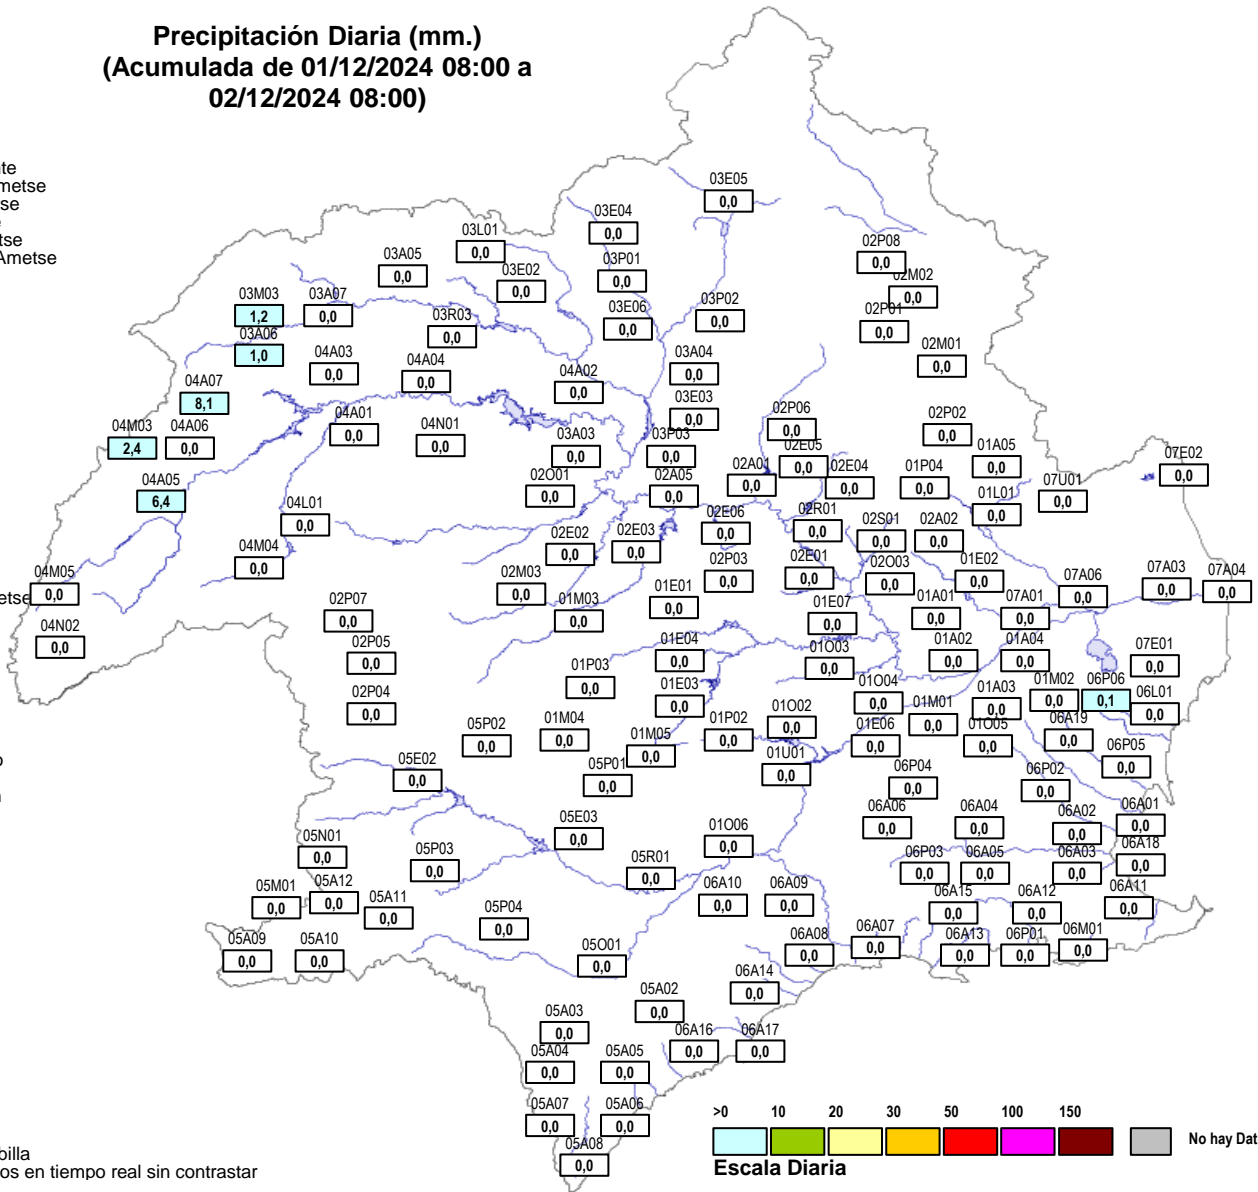 Precipitación Diaria (mm.)
(Acumulada de 01/12/2024 08:00 a
02/12/2024 08:00)
03E05
0,0
03E04
0,0
03L01
0,0
03A05
0,0
03P01
0,0
03E02
0,0
02P08
0,0
02M02
0,0
03M03
1,2
03A07
0,0
03E06
0,0
03P02
0,0
02P01
0,0
03R03
0,0
03A06
1,0
04A03
0,0
04A04
0,0
03A04
0,0
02M01
0,0
04A02
0,0
04A07
8,1
03E03
0,0
02P06
0,0
02P02
0,0
04M03
2,4
04A06
0,0
04A01
0,0
04N01
0,0
03A03
0,0
03P03
0,0
02E05
0,0
01A05
0,0
07E02
0,0
04A05
6,4
02O01
0,0
02A05
0,0
02A01
0,0
02E04
0,0
01P04
0,0
07U01
0,0
01L01
0,0
04L01
0,0
02E06
0,0
02R01
0,0
02S01
0,0
02A02
0,0
02E02
0,0
02E03
0,0
04M04
0,0
02P03
0,0
02E01
0,0
02O03
0,0
01E02
0,0
04M05
0,0
02M03
0,0
07A06
0,0
07A03
0,0
07A04
0,0
02P07
0,0
01M03
0,0
01E01
0,0
01E07
0,0
01A01
0,0
07A01
0,0
04N02
0,0
02P05
0,0
01E04
0,0
01O03
0,0
01A02
0,0
01A04
0,0
07E01
0,0
01P03
0,0
02P04
0,0
01E03
0,0
01O04
0,0
01A03
0,0
01M02
0,0
06P06
0,1
06L01
0,0
05P02
0,0
01M04
0,0
01M05
0,0
01P02
0,0
01O02
0,0
01E06
0,0
01M01
0,0
01O05
0,0
06A19
0,0
05E02
0,0
05P01
0,0
01U01
0,0
06P04
0,0
06P02
0,0
06P05
0,0
05E03
0,0
01O06
0,0
06A06
0,0
06A04
0,0
06A02
0,0
06A01
0,0
05N01
0,0
05P03
0,0
05R01
0,0
06P03
0,0
06A05
0,0
06A03
0,0
06A18
0,0
05M01
0,0
05A12
0,0
05A11
0,0
06A10
0,0
06A09
0,0
06A15
0,0
06A12
0,0
06A11
0,0
05P04
0,0
05A09
0,0
05A10
0,0
05O01
0,0
06A08
0,0
06A07
0,0
06A13
0,0
06P01
0,0
06M01
0,0
06A14
0,0
05A02
0,0
05A03
0,0
06A16
0,0
06A17
0,0
05A04
0,0
05A05
0,0
05A07
0,0
05A06
0,0
05A08
0,0
nte
metse
se
tse
Ametse
etse
billa
os en tiempo real sin contrastar
>0 10 20 30 50 100 150
No hay Dat
Escala Diaria